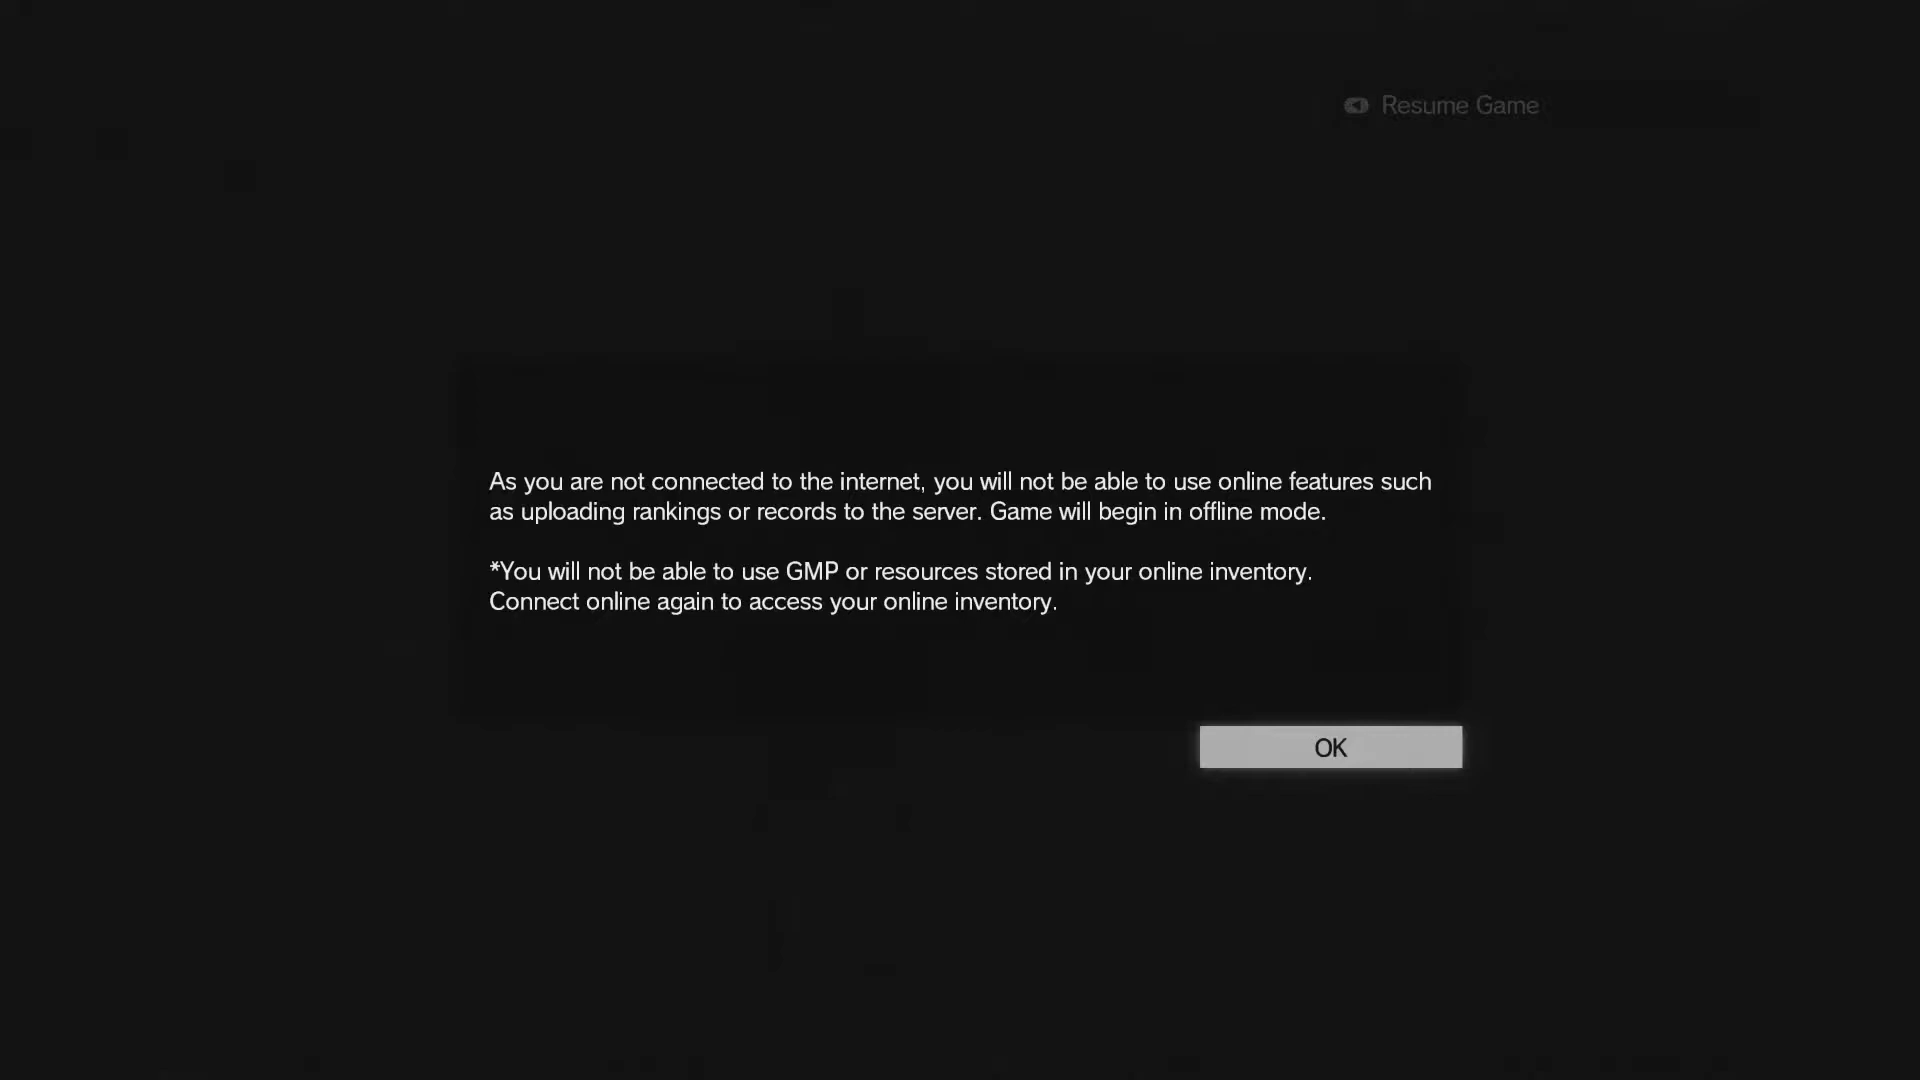 Resume Game
As you are not connected to the internet, you will not be able to use online features such
as uploading rankings or records to the server. Game will begin in offline mode.
*You will not be able to use GMP or resources stored in your online inventory.
Connect online again to access your online inventory.
OK